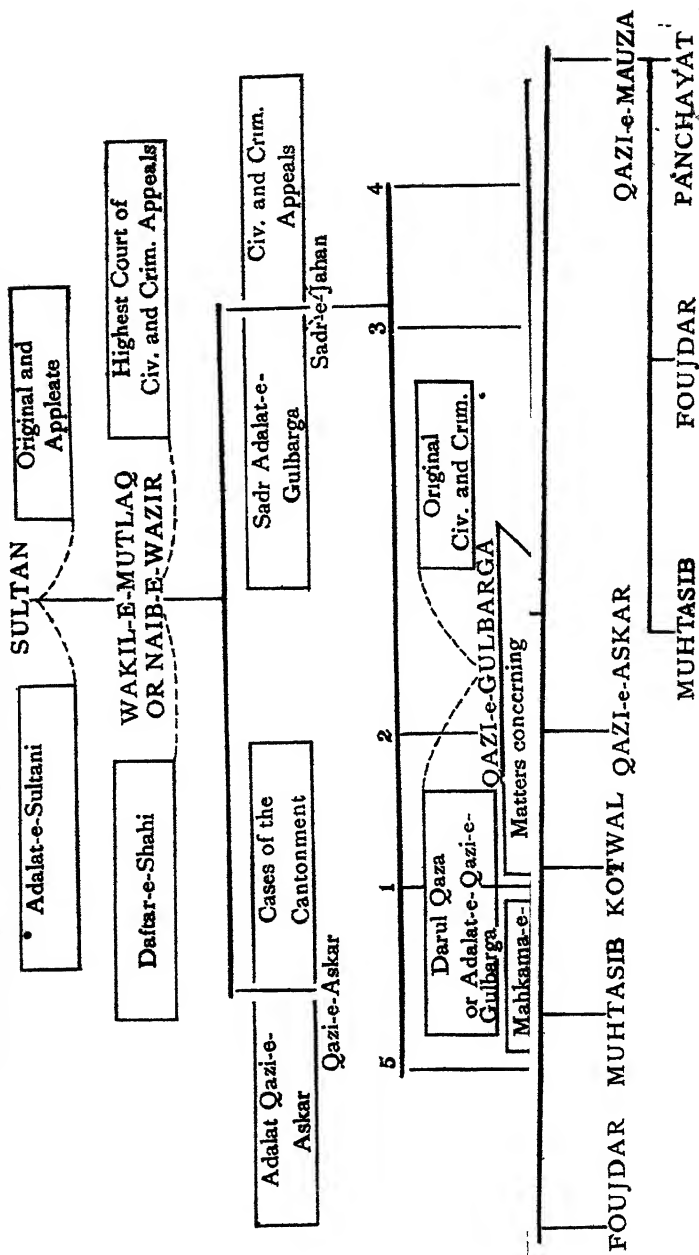 SULTAN
Adalat-e-Sultani
Original and
Appleate
WAKIL-E-MUTLAQ
OR NAIB-E-WAZIR
Daftar-e-Shahi
Highest Court of
Civ. and Crim. Appeals
Adalat Qazi-e-
Askar
Cases of the
Cantonment
Qazi-e-Askar
Sadr Adalat-e-
Gulbarga
Civ. and Crim.
Appeals
Sadr-e-Jahan
5
1
2
3
4
Darul Qaza
or Adalat-e-Qazi-e-
Gulbarga
Original
Civ. and Crim.
QAZI-e-GULBARGA
Mahkama-e-
Matters concerning
FOUJDAR
MUHTASIB
KOTWAL
QAZI-e-ASKAR
QAZI-e-MAUZA
MUHTASIB
FOUJDAR
PANCHAYAT